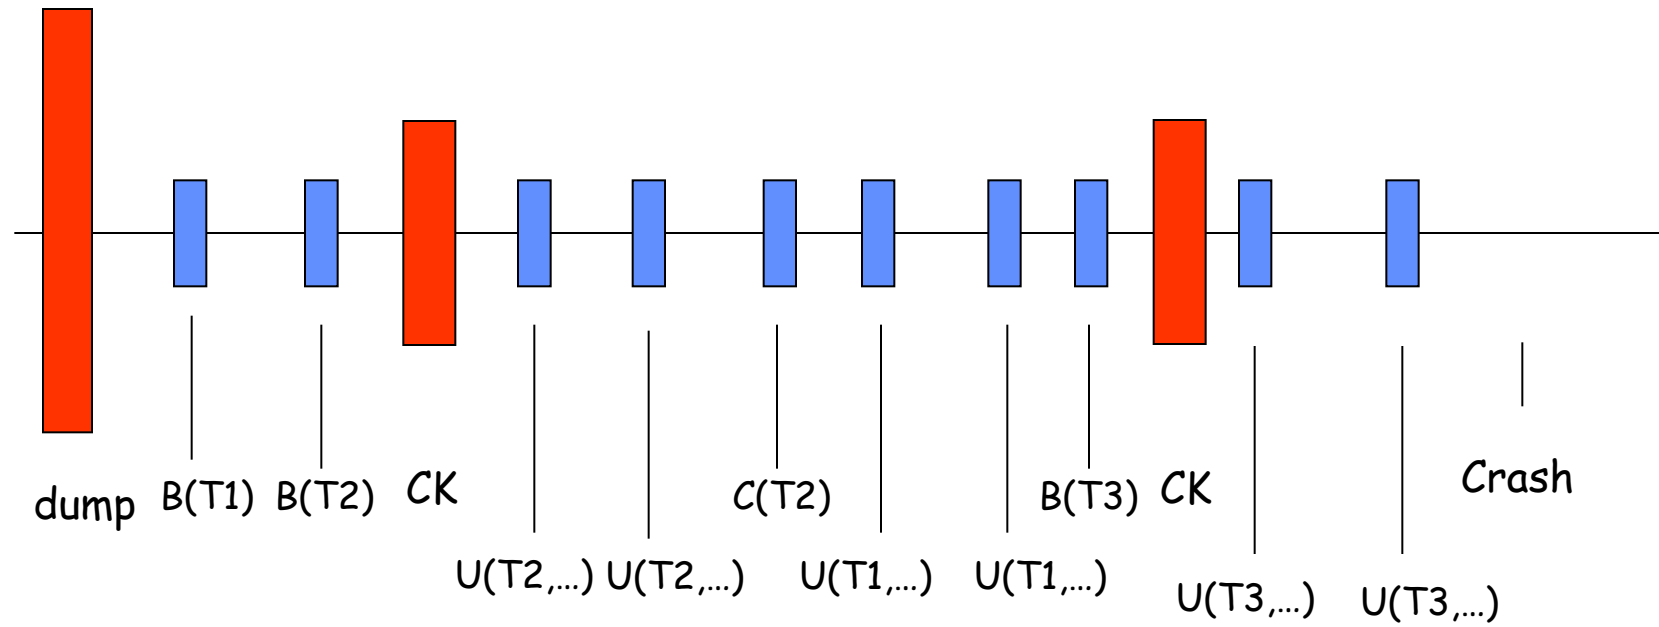 dump
B(T1)
B(T2)
CK
U(T2,...)
U(T2,...)
C(T2)
U(T1,...)
U(T1,...)
B(T3)
CK
U(T3,...)
U(T3,...)
Crash